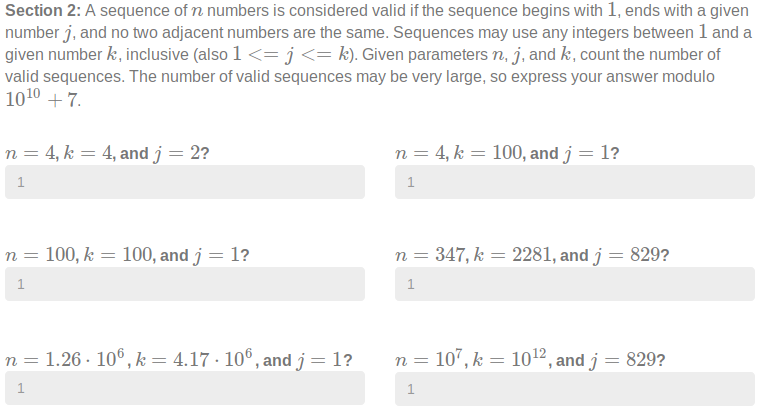 Section 2: A sequence of n numbers is considered valid if the sequence begins with 1, ends with a given
number j, and no two adjacent numbers are the same. Sequences may use any integers between 1 and a
given number k, inclusive (also 1 <= j <= k). Given parameters n, j, and k, count the number of
valid sequences. The number of valid sequences may be very large, so express your answer modulo
10^10 + 7.
n = 4, k = 4, and j = 2?
1
n = 4, k = 100, and j = 1?
1
n = 100, k = 100, and j = 1?
1
n = 347, k = 2281, and j = 829?
1
n = 1.26 · 10^6, k = 4.17 · 10^6, and j = 1?
1
n = 10^7, k = 10^12, and j = 829?
1